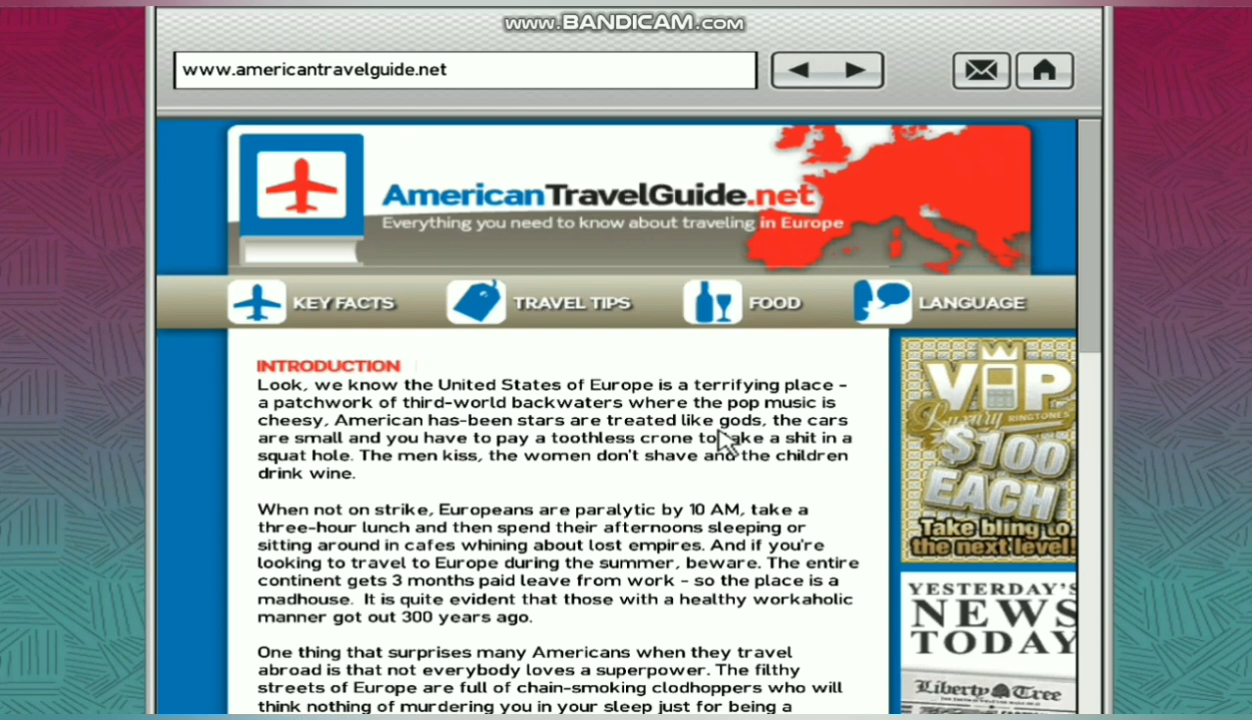 www.BANDICAM.com
www.americantravelguide.net
AmericanTravelGuide.net
Everything you need to know about traveling in Europe
KEY FACTS
TRAVEL TIPS
FOOD
LANGUAGE
INTRODUCTION
Look, we know the United States of Europe is a terrifying place -
a patchwork of third-world backwaters where the pop music is
cheesy, American has-been stars are treated like gods, the cars
are small and you have to pay a toothless crone to take a shit in a
squat hole. The men kiss, the women don't shave and the children
drink wine.
When not on strike, Europeans are paralytic by 10 AM, take a
three-hour lunch and then spend their afternoons sleeping or
sitting around in cafes whining about lost empires. And if you're
looking to travel to Europe during the summer, beware. The entire
continent gets 3 months paid leave from work - so the place is a
madhouse. It is quite evident that those with a healthy workaholic
manner got out 300 years ago.
One thing that surprises many Americans when they travel
abroad is that not everybody loves a superpower. The filthy
streets of Europe are full of chain-smoking clodhoppers who will
think nothing of murdering you in your sleep just for being a
VIP
Luxury RINGTONES
$100
EACH
Take bling to
the next level!
YESTERDAY'S
NEWS
TODAY
Liberty Tree